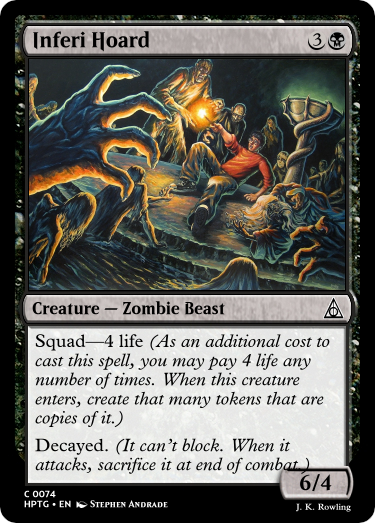 Inferi Hoard 3
Creature — Zombie Beast
Squad—4 life (As an additional cost to
cast this spell, you may pay 4 life any
number of times. When this creature
enters, create that many tokens that are
copies of it.)
Decayed. (It can't block. When it
attacks, sacrifice it at end of combat.)
6/4
C 0074
HPTG • EN Stephen Andrade
J. K. Rowling